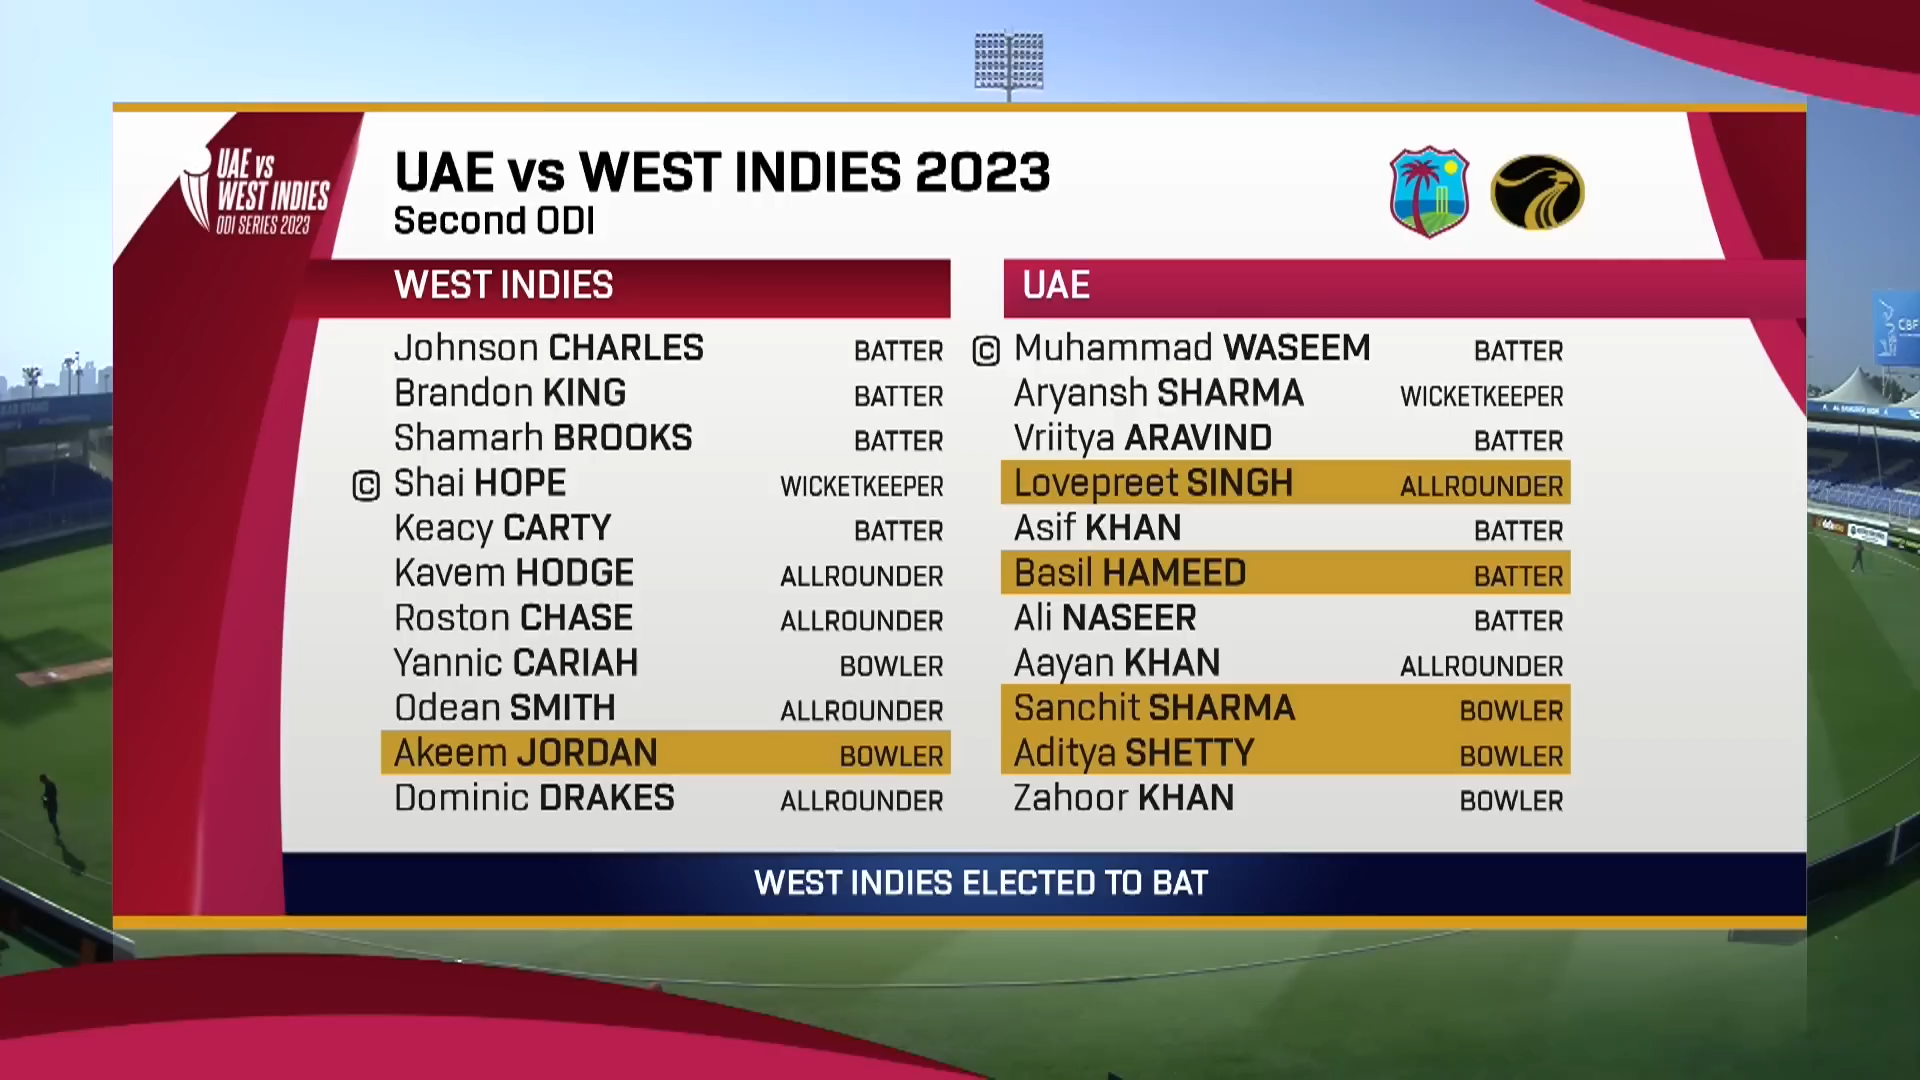 UAE vs
WEST INDIES
ODI SERIES 2023
UAE vs WEST INDIES 2023
Second ODI
WEST INDIES
Johnson CHARLES BATTER
Brandon KING BATTER
Shamarh BROOKS BATTER
© Shai HOPE WICKETKEEPER
Keacy CARTY BATTER
Kavem HODGE ALLROUNDER
Roston CHASE ALLROUNDER
Yannic CARIAH BOWLER
Odean SMITH ALLROUNDER
Akeem JORDAN BOWLER
Dominic DRAKES ALLROUNDER
UAE
© Muhammad WASEEM BATTER
Aryansh SHARMA WICKETKEEPER
Vriitya ARAVIND BATTER
Lovepreet SINGH ALLROUNDER
Asif KHAN BATTER
Basil HAMEED BATTER
Ali NASEER BATTER
Aayan KHAN ALLROUNDER
Sanchit SHARMA BOWLER
Aditya SHETTY BOWLER
Zahoor KHAN BOWLER
WEST INDIES ELECTED TO BAT